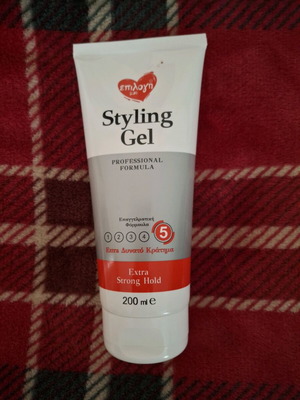 επιλογή
Styling
Gel
PROFESSIONAL
FORMULA
Επαγγελματική
Φόρμουλα
1 2 3 4 5
Extra Δυνατό Κράτημα
Extra
Strong Hold
200 ml e